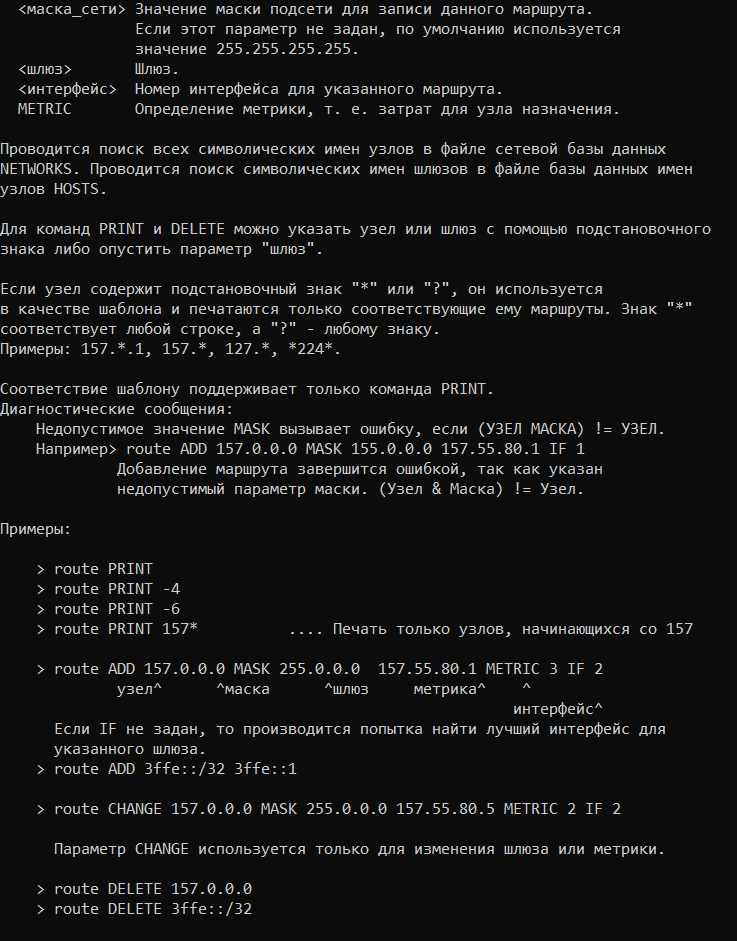 <маска_сети> Значение маски подсети для записи данного маршрута.
Если этот параметр не задан, по умолчанию используется
значение 255.255.255.255.
<шлюз>       Шлюз.
<интерфейс>  Номер интерфейса для указанного маршрута.
METRIC       Определение метрики, т. е. затрат для узла назначения.
Проводится поиск всех символических имен узлов в файле сетевой базы данных
NETWORKS. Проводится поиск символических имен шлюзов в файле базы данных имен
узлов HOSTS.
Для команд PRINT и DELETE можно указать узел или шлюз с помощью подстановочного
знака либо опустить параметр "шлюз".
Если узел содержит подстановочный знак "*" или "?", он используется
в качестве шаблона и печатаются только соответствующие ему маршруты. Знак "*"
соответствует любой строке, а "?" - любому знаку.
Примеры: 157.*.1, 157.*, 127.*, *224*.
Соответствие шаблону поддерживает только команда PRINT.
Диагностические сообщения:
Недопустимое значение MASK вызывает ошибку, если (УЗЕЛ МАСКА) != УЗЕЛ.
Например> route ADD 157.0.0.0 MASK 155.0.0.0 157.55.80.1 IF 1
Добавление маршрута завершится ошибкой, так как указан
недопустимый параметр маски. (Узел & Маска) != Узел.
Примеры:
> route PRINT
> route PRINT -4
> route PRINT -6
> route PRINT 157*          .... Печать только узлов, начинающихся со 157
> route ADD 157.0.0.0 MASK 255.0.0.0  157.55.80.1 METRIC 3 IF 2
узел^      ^маска      ^шлюз     метрика^    ^
интерфейс^
Если IF не задан, то производится попытка найти лучший интерфейс для
указанного шлюза.
> route ADD 3ffe::/32 3ffe::1
> route CHANGE 157.0.0.0 MASK 255.0.0.0 157.55.80.5 METRIC 2 IF 2
Параметр CHANGE используется только для изменения шлюза или метрики.
> route DELETE 157.0.0.0
> route DELETE 3ffe::/32